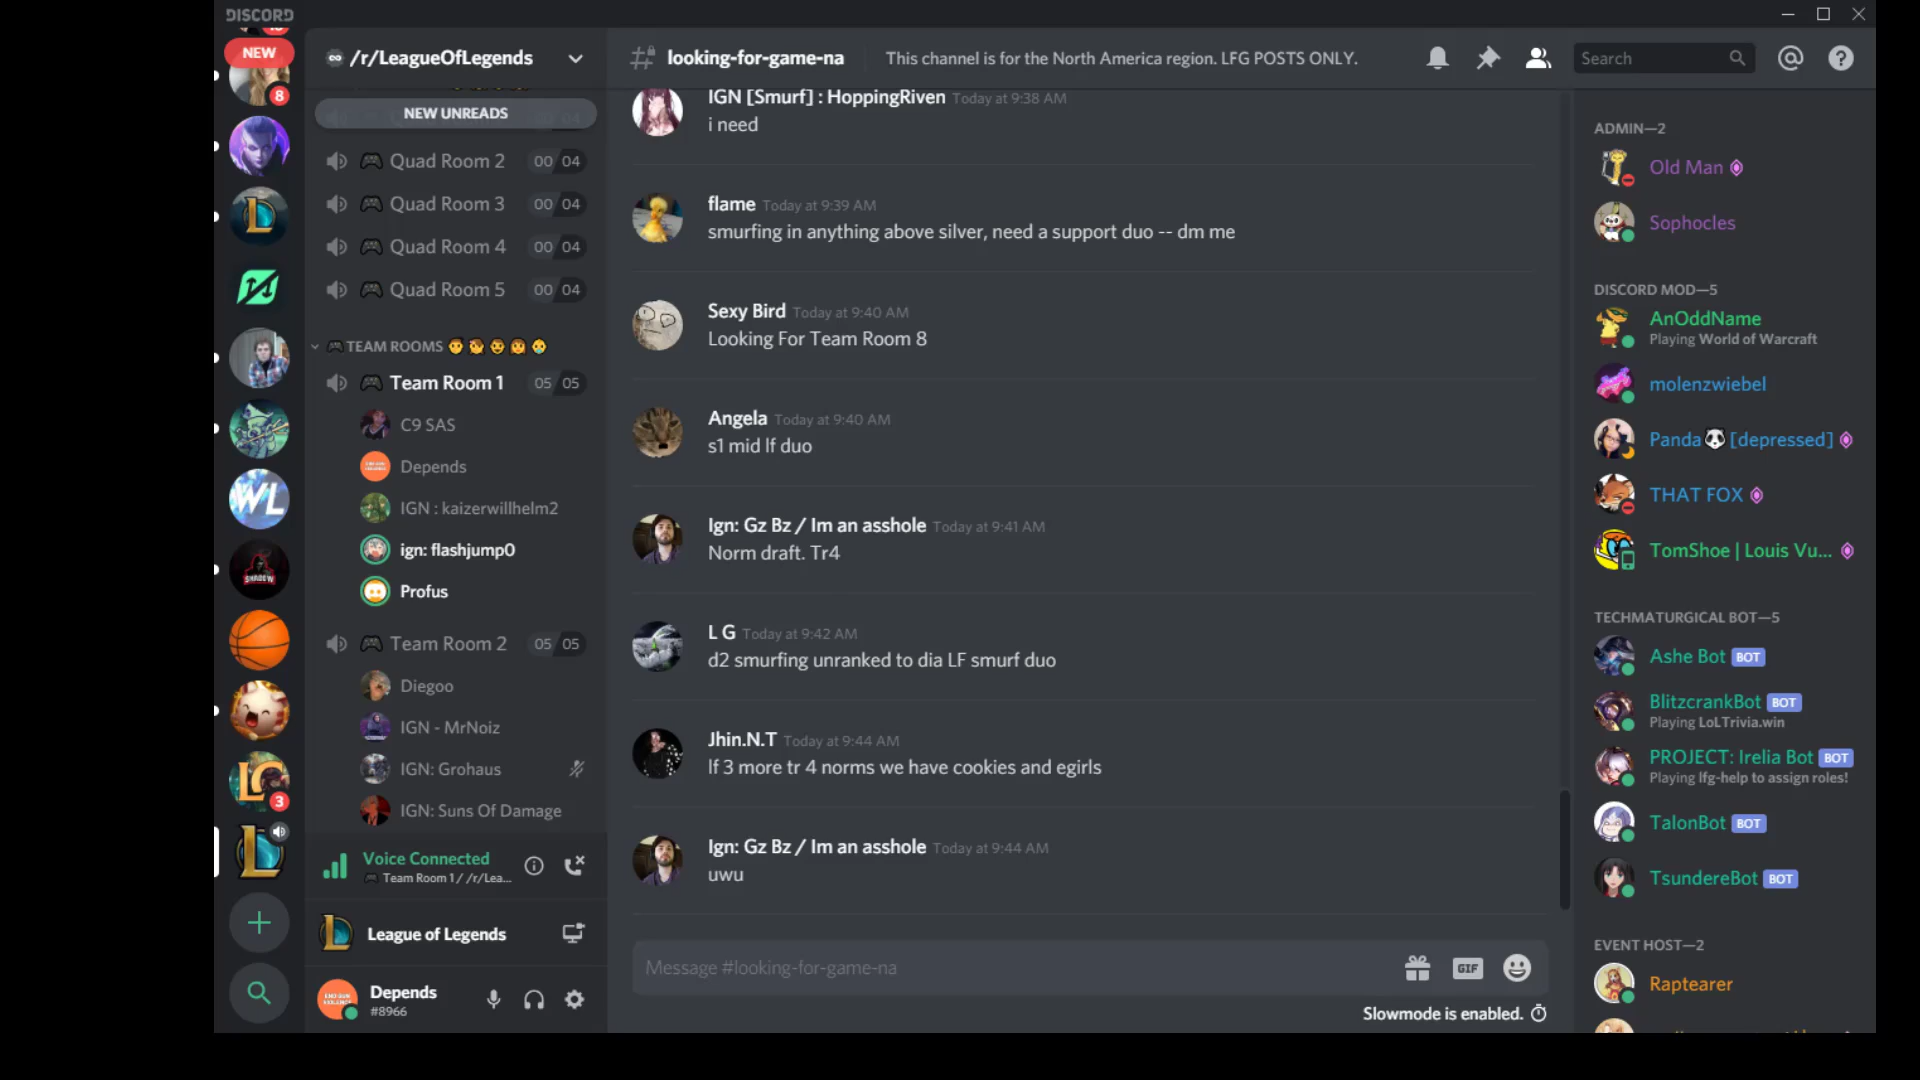 DISCORD
NEW
8
3
/r/LeagueOfLegends
NEW UNREADS
Quad Room 2 00 04
Quad Room 3 00 04
Quad Room 4 00 04
Quad Room 5 00 04
TEAM ROOMS
Team Room 1 05 05
C9 SAS
Depends
IGN : kaizerwillhelm2
ign: flashjump0
Profus
Team Room 2 05 05
Diegoo
IGN - MrNoiz
IGN: Grohaus
IGN: Suns Of Damage
Voice Connected
Team Room 1 / /r/Lea...
League of Legends
Depends
#8966
looking-for-game-na
This channel is for the North America region. LFG POSTS ONLY.
Search
IGN [Smurf] : HoppingRiven Today at 9:38 AM
i need
flame Today at 9:39 AM
smurfing in anything above silver, need a support duo -- dm me
Sexy Bird Today at 9:40 AM
Looking For Team Room 8
Angela Today at 9:40 AM
s1 mid lf duo
Ign: Gz Bz / Im an asshole Today at 9:41 AM
Norm draft. Tr4
L G Today at 9:42 AM
d2 smurfing unranked to dia LF smurf duo
Jhin.N.T Today at 9:44 AM
lf 3 more tr 4 norms we have cookies and egirls
Ign: Gz Bz / Im an asshole Today at 9:44 AM
uwu
Message #looking-for-game-na
GIF
Slowmode is enabled.
ADMIN—2
Old Man
Sophocles
DISCORD MOD—5
AnOddName
Playing World of Warcraft
molenzwiebel
Panda🐼[depressed]
THAT FOX
TomShoe | Louis Vu...
TECHMATURGICAL BOT—5
Ashe Bot BOT
BlitzcrankBot BOT
Playing LoLTrivia.win
PROJECT: Irelia Bot BOT
Playing lfg-help to assign roles!
TalonBot BOT
TsundereBot BOT
EVENT HOST—2
Raptearer
WL
SHADOW
LC